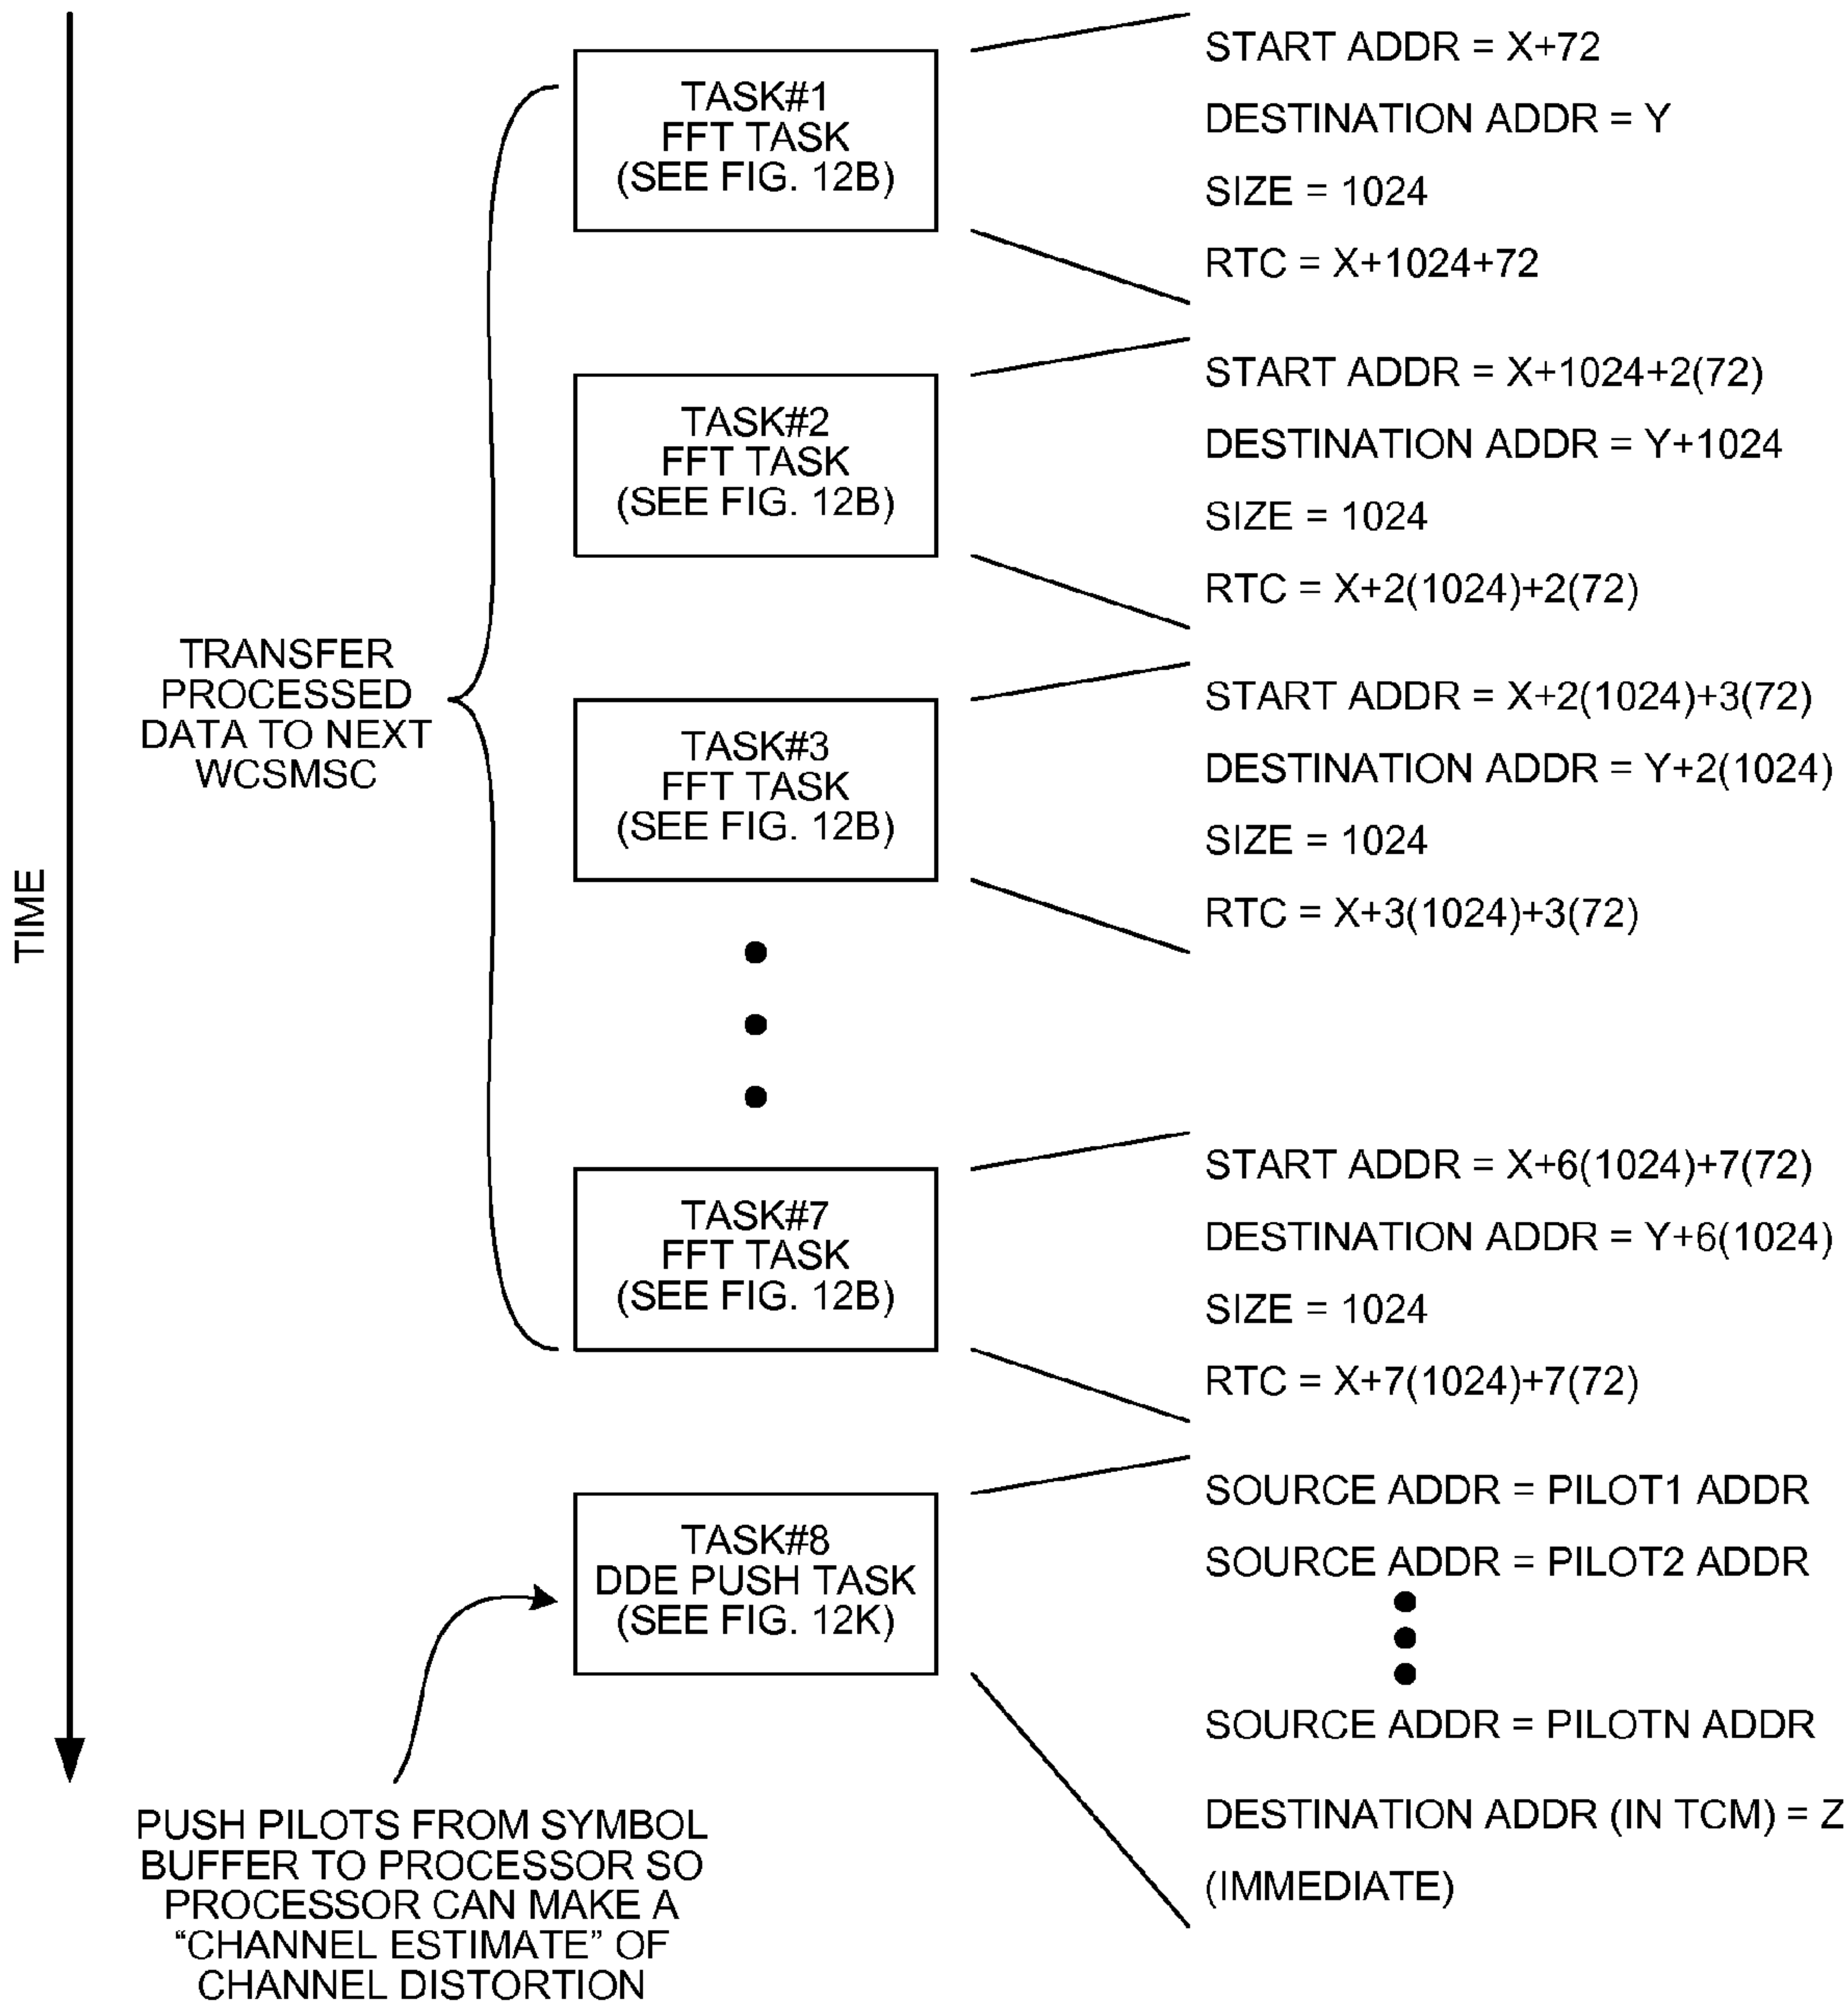 TASK#1
FFT TASK
(SEE FIG. 12B)
START ADDR = X+72
DESTINATION ADDR = Y
SIZE = 1024
RTC = X+1024+72
TASK#2
FFT TASK
(SEE FIG. 12B)
START ADDR = X+1024+2(72)
DESTINATION ADDR = Y+1024
SIZE = 1024
RTC = X+2(1024)+2(72)
TRANSFER
PROCESSED
DATA TO NEXT
WCSMSC
TASK#3
FFT TASK
(SEE FIG. 12B)
START ADDR = X+2(1024)+3(72)
DESTINATION ADDR = Y+2(1024)
SIZE = 1024
RTC = X+3(1024)+3(72)
TIME
TASK#7
FFT TASK
(SEE FIG. 12B)
START ADDR = X+6(1024)+7(72)
DESTINATION ADDR = Y+6(1024)
SIZE = 1024
RTC = X+7(1024)+7(72)
TASK#8
DDE PUSH TASK
(SEE FIG. 12K)
SOURCE ADDR = PILOT1 ADDR
SOURCE ADDR = PILOT2 ADDR
SOURCE ADDR = PILOTN ADDR
DESTINATION ADDR (IN TCM) = Z
(IMMEDIATE)
PUSH PILOTS FROM SYMBOL
BUFFER TO PROCESSOR SO
PROCESSOR CAN MAKE A
“CHANNEL ESTIMATE” OF
CHANNEL DISTORTION